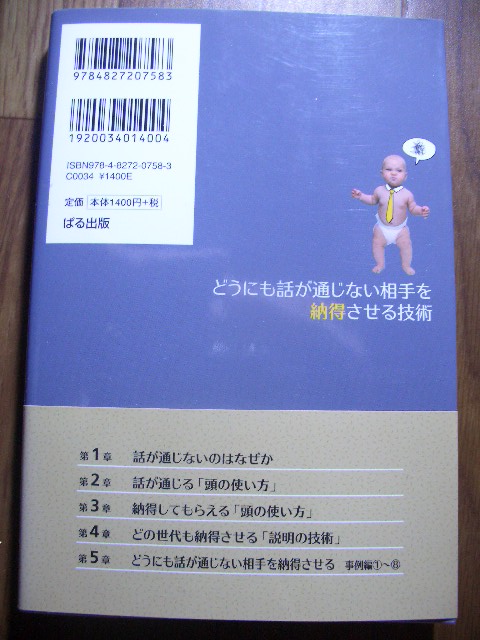 9784827207583
1920034014004
ISBN978-4-8272-0758-3
C0034 ¥1400E
定価 本体1400円+税
ぱる出版
どうにも話が通じない相手を
納得させる技術
第1章 話が通じないのはなぜか
第2章 話が通じる「頭の使い方」
第3章 納得してもらえる「頭の使い方」
第4章 どの世代も納得させる「説明の技術」
第5章 どうにも話が通じない相手を納得させる 事例編①〜⑧